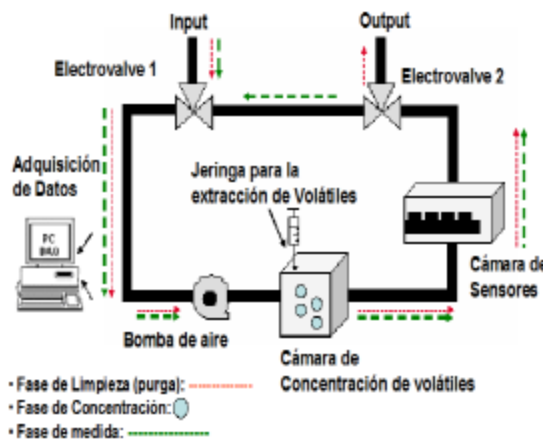 Input
Output
Electrovalve 1
Electrovalve 2
Adquisición
de Datos
Jeringa para la
extracción de Volátiles
PC
Cámara de
Sensores
Bomba de aire
Cámara de
Concentración de volátiles
· Fase de Limpieza (purga):
· Fase de Concentración:
· Fase de medida: